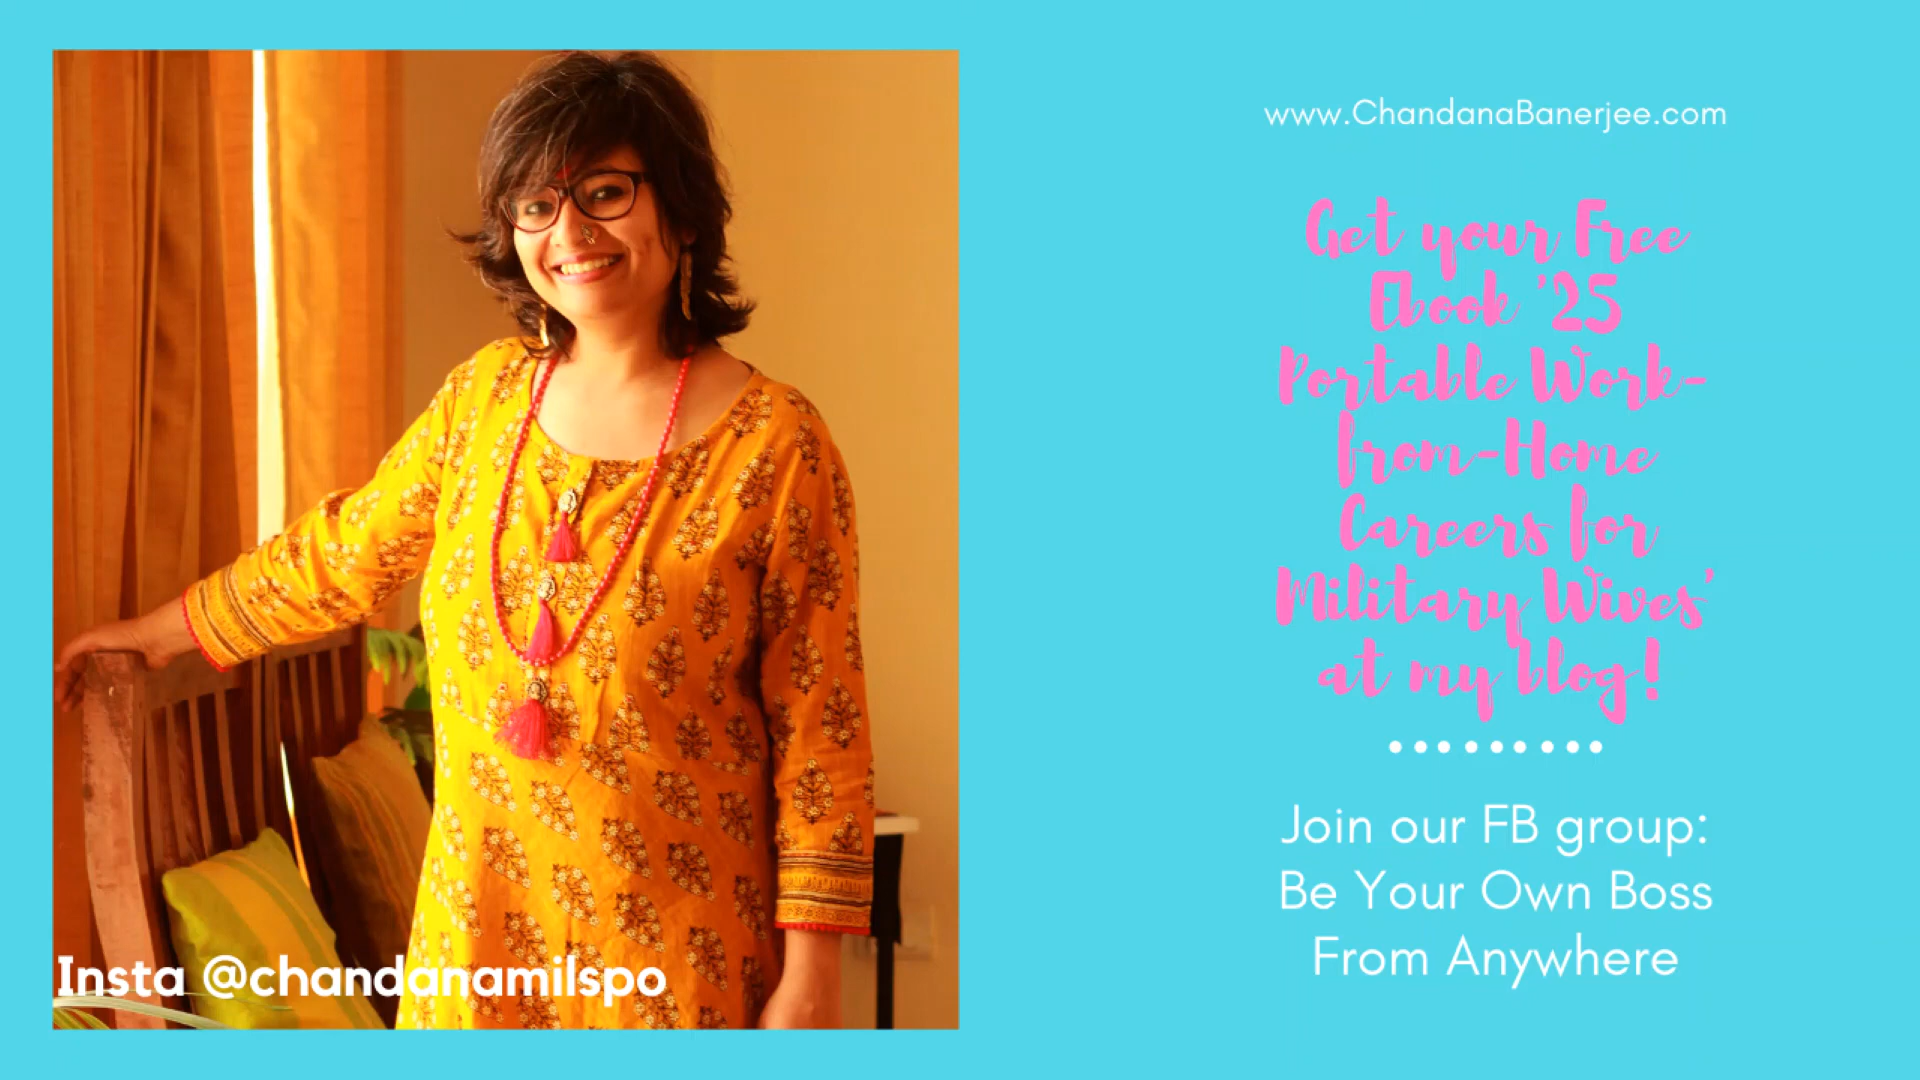 www.ChandanaBanerjee.com
Get your Free
Ebook '25
Portable Work-
from-Home
Careers for
Military Wives'
at my blog!
Join our FB group:
Be Your Own Boss
From Anywhere
Insta @chandanamilspo